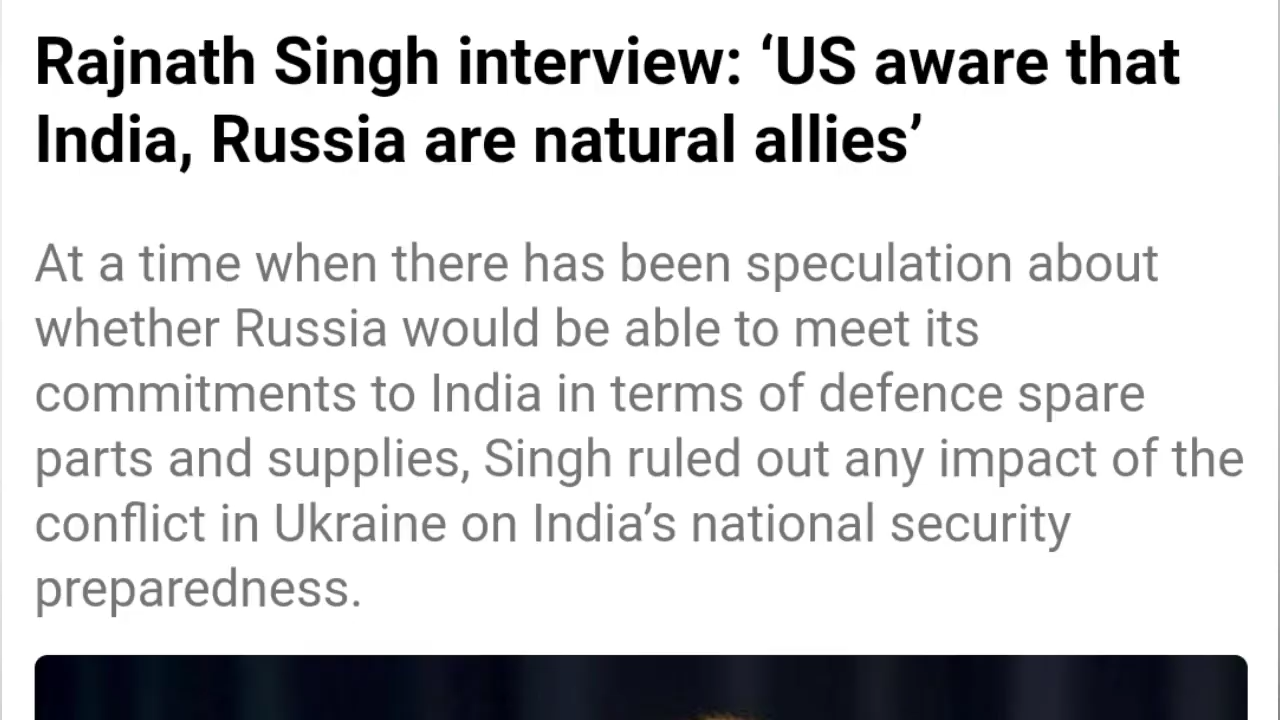 Rajnath Singh interview: ‘US aware that
India, Russia are natural allies’
At a time when there has been speculation about
whether Russia would be able to meet its
commitments to India in terms of defence spare
parts and supplies, Singh ruled out any impact of the
conflict in Ukraine on India’s national security
preparedness.